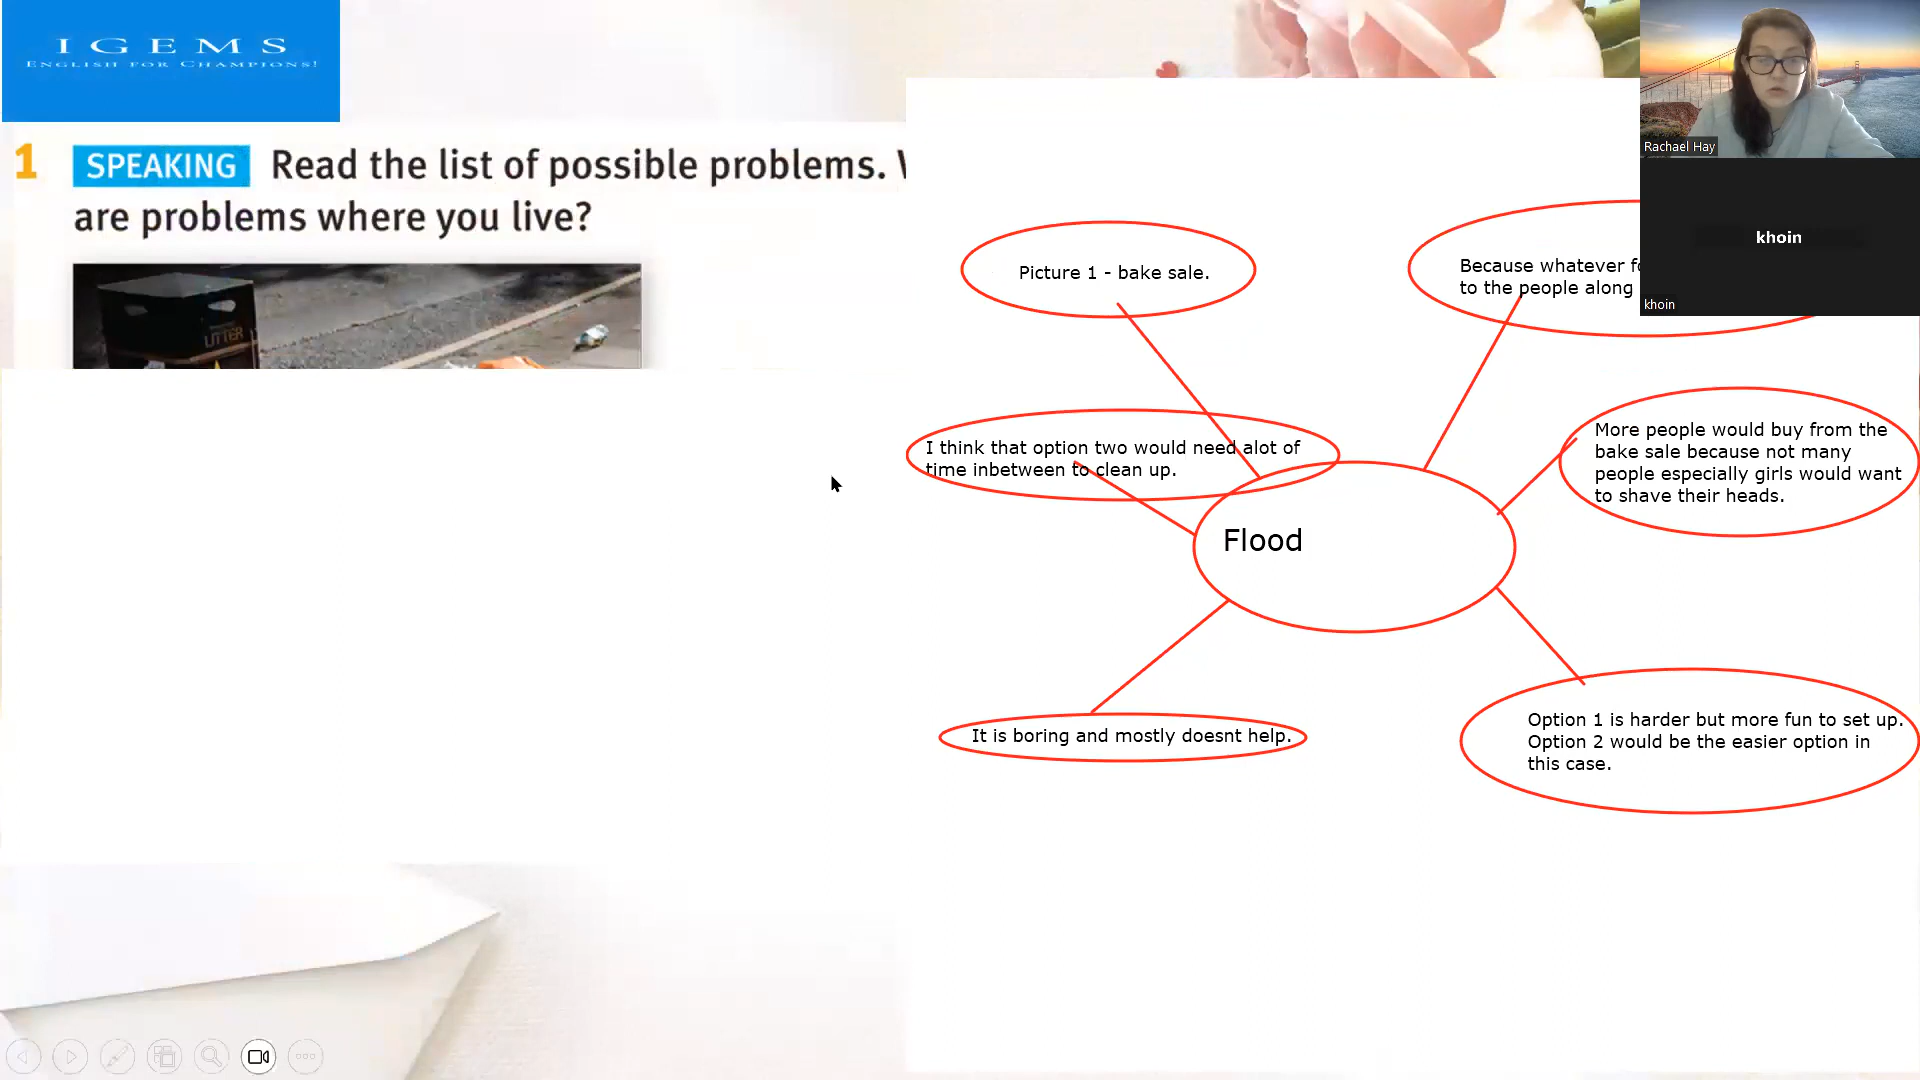 IGEMS
ENGLISH FOR CHAMPIONS!
1 SPEAKING Read the list of possible problems.
are problems where you live?
LITTER
Picture 1 - bake sale.
Because whatever
to the people along
I think that option two would need alot of
time inbetween to clean up.
More people would buy from the
bake sale because not many
people especially girls would want
to shave their heads.
Flood
It is boring and mostly doesnt help.
Option 1 is harder but more fun to set up.
Option 2 would be the easier option in
this case.
Rachael Hay
khoin
khoin